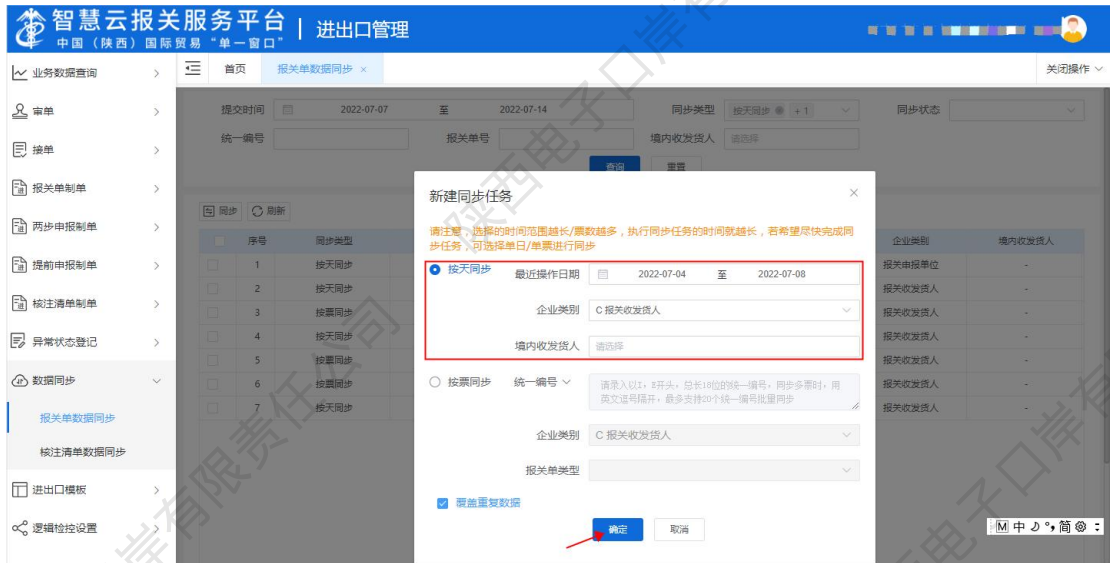 智慧云报关服务平台
中国（陕西）国际贸易“单一窗口”
进出口管理
业务数据查询
审单
接单
报关单制单
两步申报制单
提前申报制单
核注清单制单
异常状态登记
数据同步
报关单数据同步
核注清单数据同步
进出口模板
逻辑检控设置
首页 报关单数据同步 × 关闭操作
提交时间 2022-07-07 至 2022-07-14 同步类型 按天同步 + 1 同步状态
统一编号 报关单号 境内收发货人 请选择
查询 重置
同步 刷新
序号 同步类型 企业类别 境内收发货人
1 按天同步 报关申报单位 -
2 按天同步 报关收发货人 -
3 按票同步 报关收发货人 -
4 按天同步 报关收发货人 -
5 按票同步 报关收发货人 -
6 按票同步 报关收发货人 -
7 按天同步 报关收发货人 -
新建同步任务 ×
请注意，选择的时间范围越长/票数越多，执行同步任务的时间就越长，若希望尽快完成同
步任务，可选择单日/单票进行同步
按天同步 最近操作日期 2022-07-04 至 2022-07-08
企业类别 C 报关收发货人
境内收发货人 请选择
按票同步 统一编号 请录入以I，E开头，总长18位的统一编号，同步多票时，用
英文逗号隔开，最多支持20个统一编号批量同步
企业类别 C 报关收发货人
报关单类型
覆盖重复数据
确定 取消
M 中 简
陕西电子口岸有限责任公司